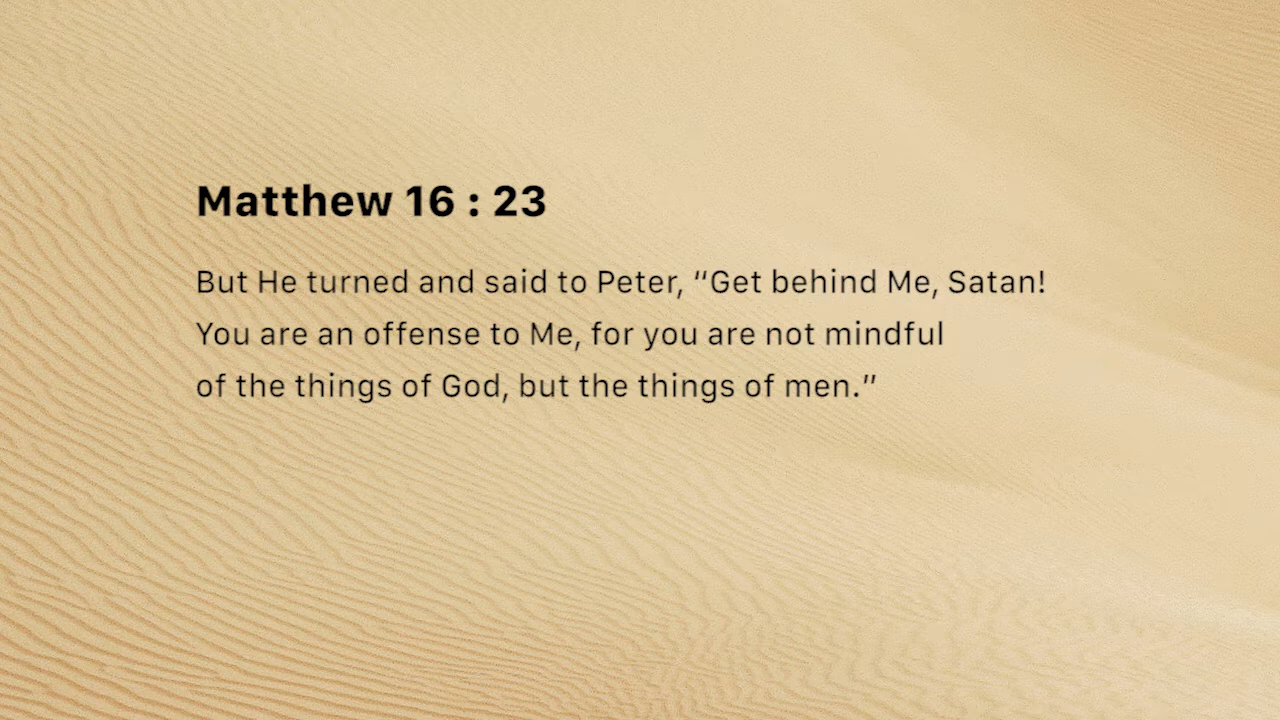 Matthew 16 : 23
But He turned and said to Peter, “Get behind Me, Satan!
You are an offense to Me, for you are not mindful
of the things of God, but the things of men.”